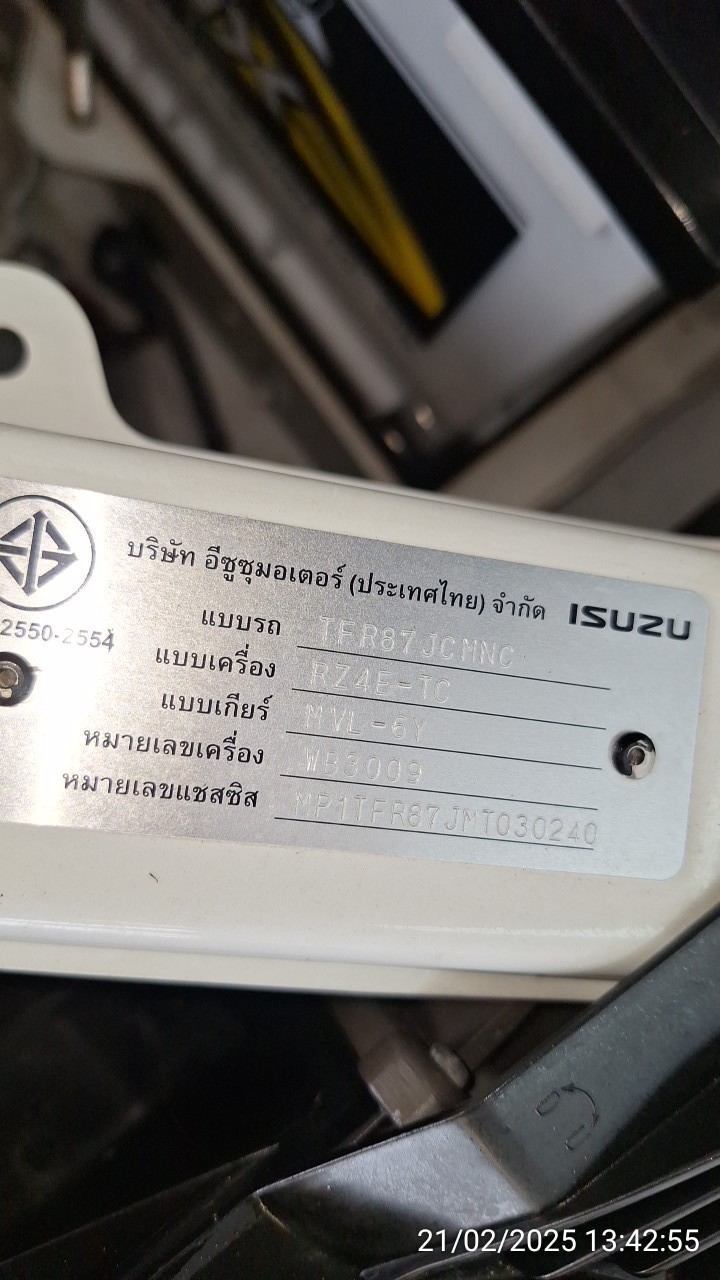 บริษัท อีซูซุมอเตอร์ (ประเทศไทย) จำกัด ISUZU
2550-2554
แบบรถ TFR87JCMNC
แบบเครื่อง RZ4E-TC
แบบเกียร์ MVL-6Y
หมายเลขเครื่อง WB3009
หมายเลขแชสซิส MP1TFR87JMT030240
21/02/2025 13:42:55